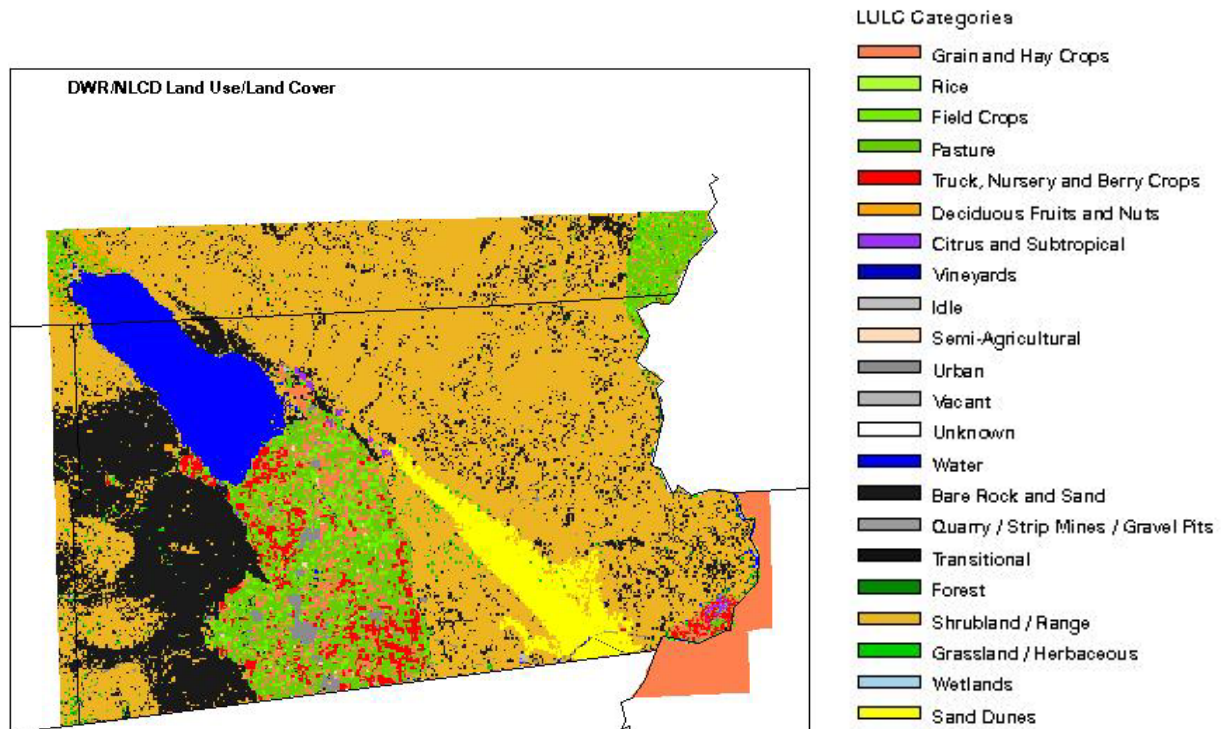 LULC Categories
Grain and Hay Crops
DWR/NLCD Land Use/Land Cover
Rice
Field Crops
Pasture
Truck, Nursery and Berry Crops
Deciduous Fruits and Nuts
Citrus and Subtropical
Vineyards
Idle
Semi-Agricultural
Urban
Vacant
Unknown
Water
Bare Rock and Sand
Quarry / Strip Mines / Gravel Pits
Transitional
Forest
Shrubland / Range
Grassland / Herbaceous
Wetlands
Sand Dunes